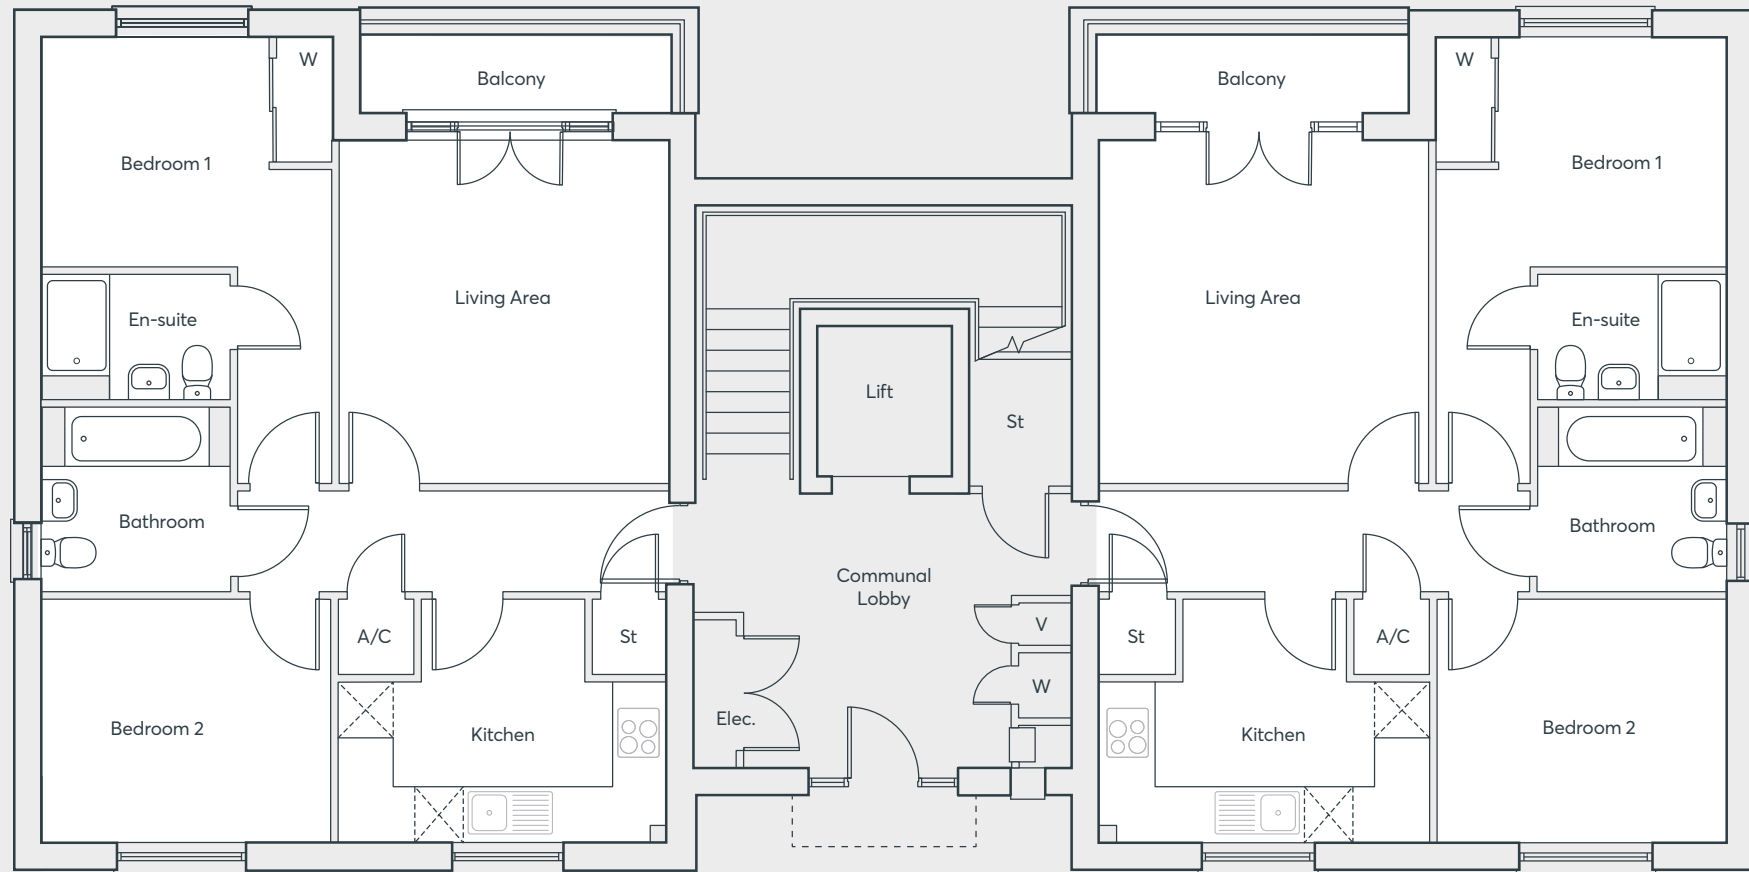 W
Balcony
Balcony
W
Bedroom 1
Bedroom 1
Living Area
Living Area
En-suite
En-suite
Lift
St
Bathroom
Bathroom
Communal
Lobby
A/C
St
V
St
A/C
W
Elec.
Bedroom 2
Kitchen
Kitchen
Bedroom 2